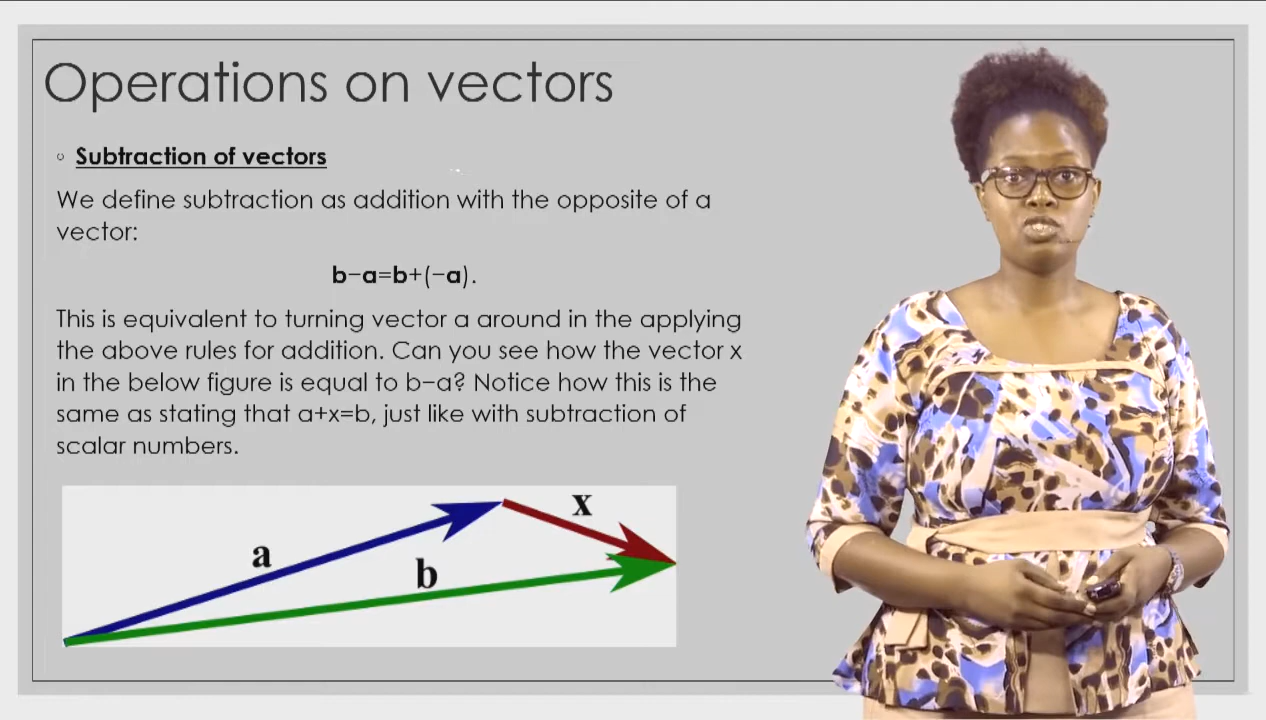 Operations on vectors
Subtraction of vectors
We define subtraction as addition with the opposite of a
vector:
b−a=b+(−a).
This is equivalent to turning vector a around in the applying
the above rules for addition. Can you see how the vector x
in the below figure is equal to b−a? Notice how this is the
same as stating that a+x=b, just like with subtraction of
scalar numbers.
x
a
b